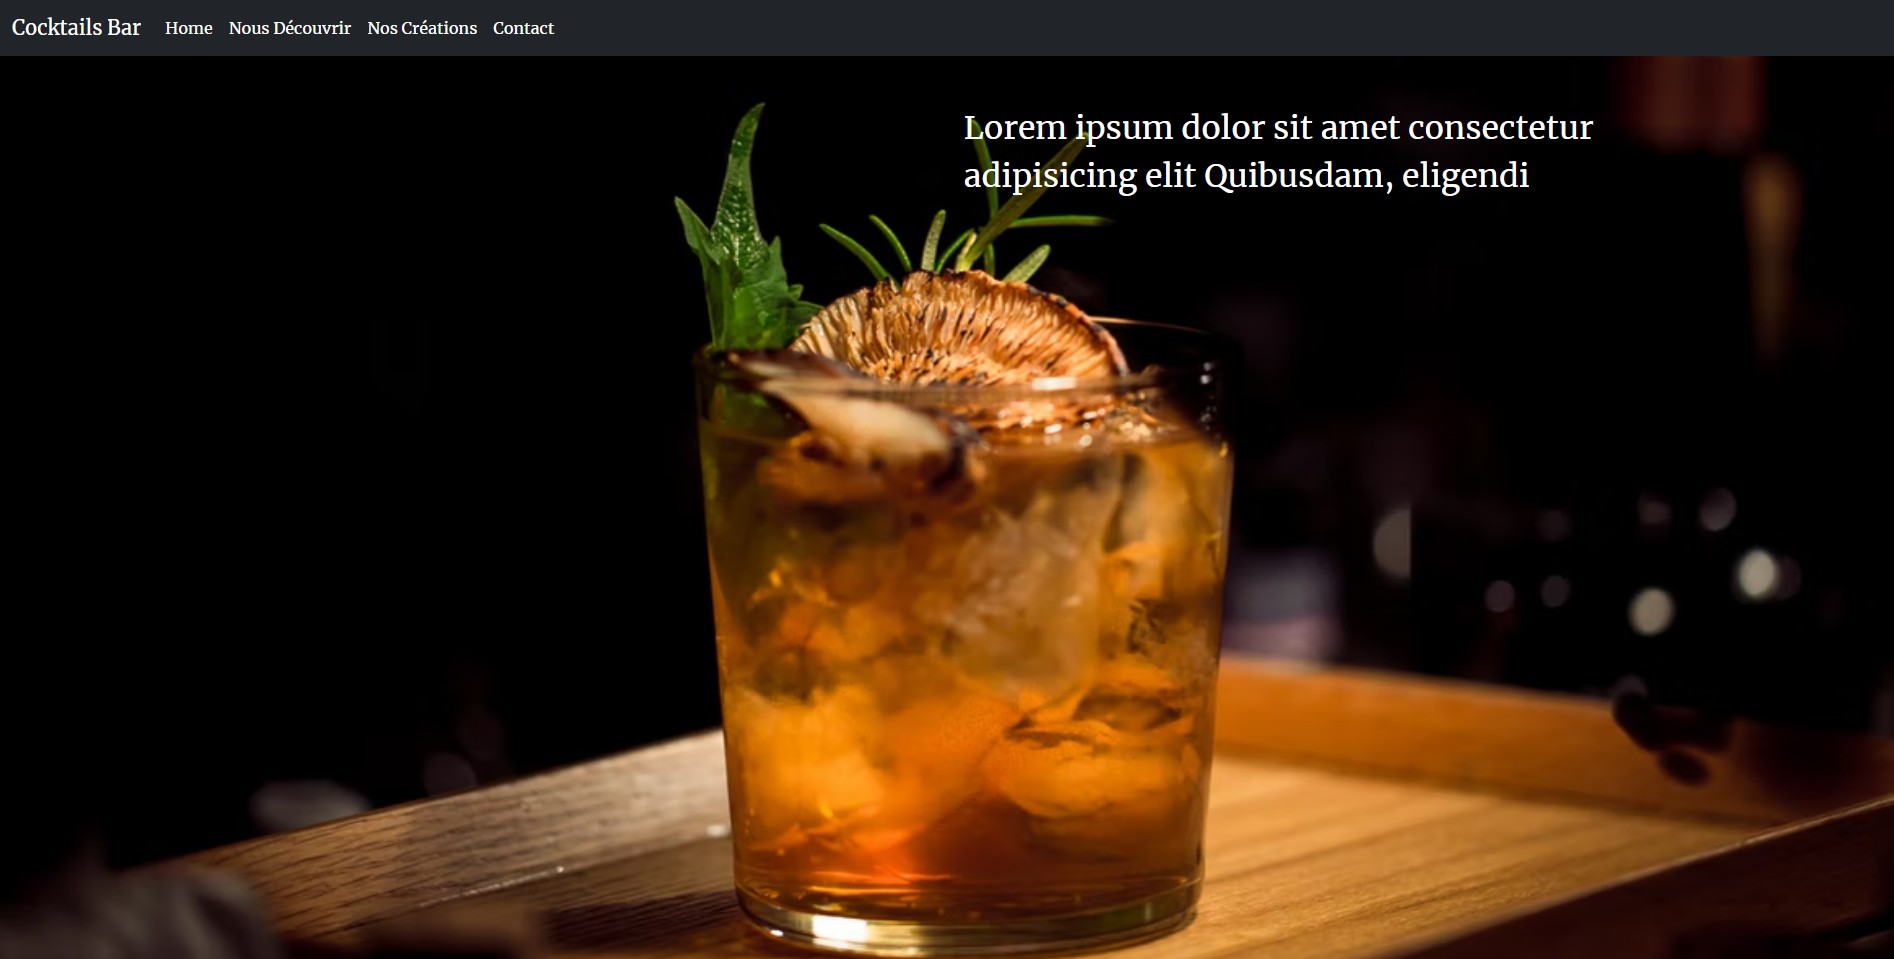 Cocktails Bar Home Nous Découvrir Nos Créations Contact
Lorem ipsum dolor sit amet consectetur
adipisicing elit Quibusdam, eligendi